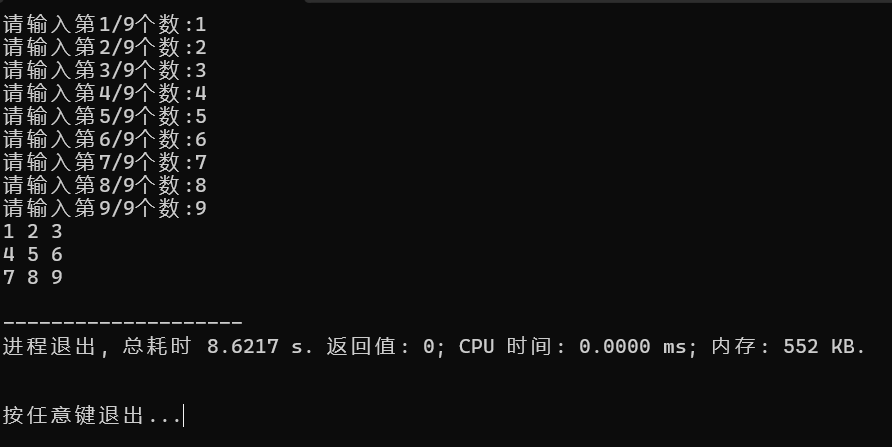 请输入第1/9个数:1
请输入第2/9个数:2
请输入第3/9个数:3
请输入第4/9个数:4
请输入第5/9个数:5
请输入第6/9个数:6
请输入第7/9个数:7
请输入第8/9个数:8
请输入第9/9个数:9
1 2 3
4 5 6
7 8 9
--------------------
进程退出, 总耗时 8.6217 s. 返回值: 0; CPU 时间: 0.0000 ms; 内存: 552 KB.
按任意键退出...